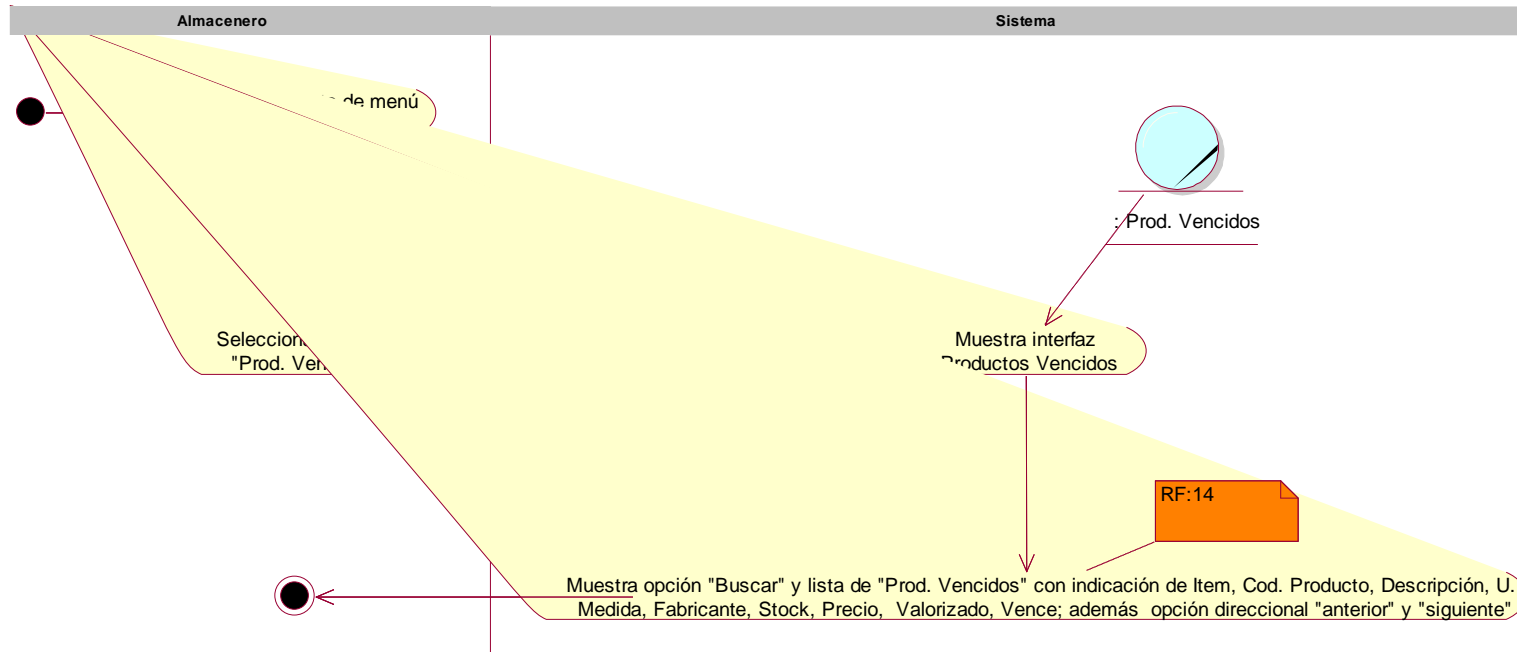 Almacenero
Sistema
de menú
: Prod. Vencidos
Muestra interfaz
Productos Vencidos
"Prod.
RF:14
Muestra opción "Buscar" y lista de "Prod. Vencidos" con indicación de Item, Cod. Producto, Descripción, U.
Medida, Fabricante, Stock, Precio, Valorizado, Vence; además opción direccional "anterior" y "siguiente"